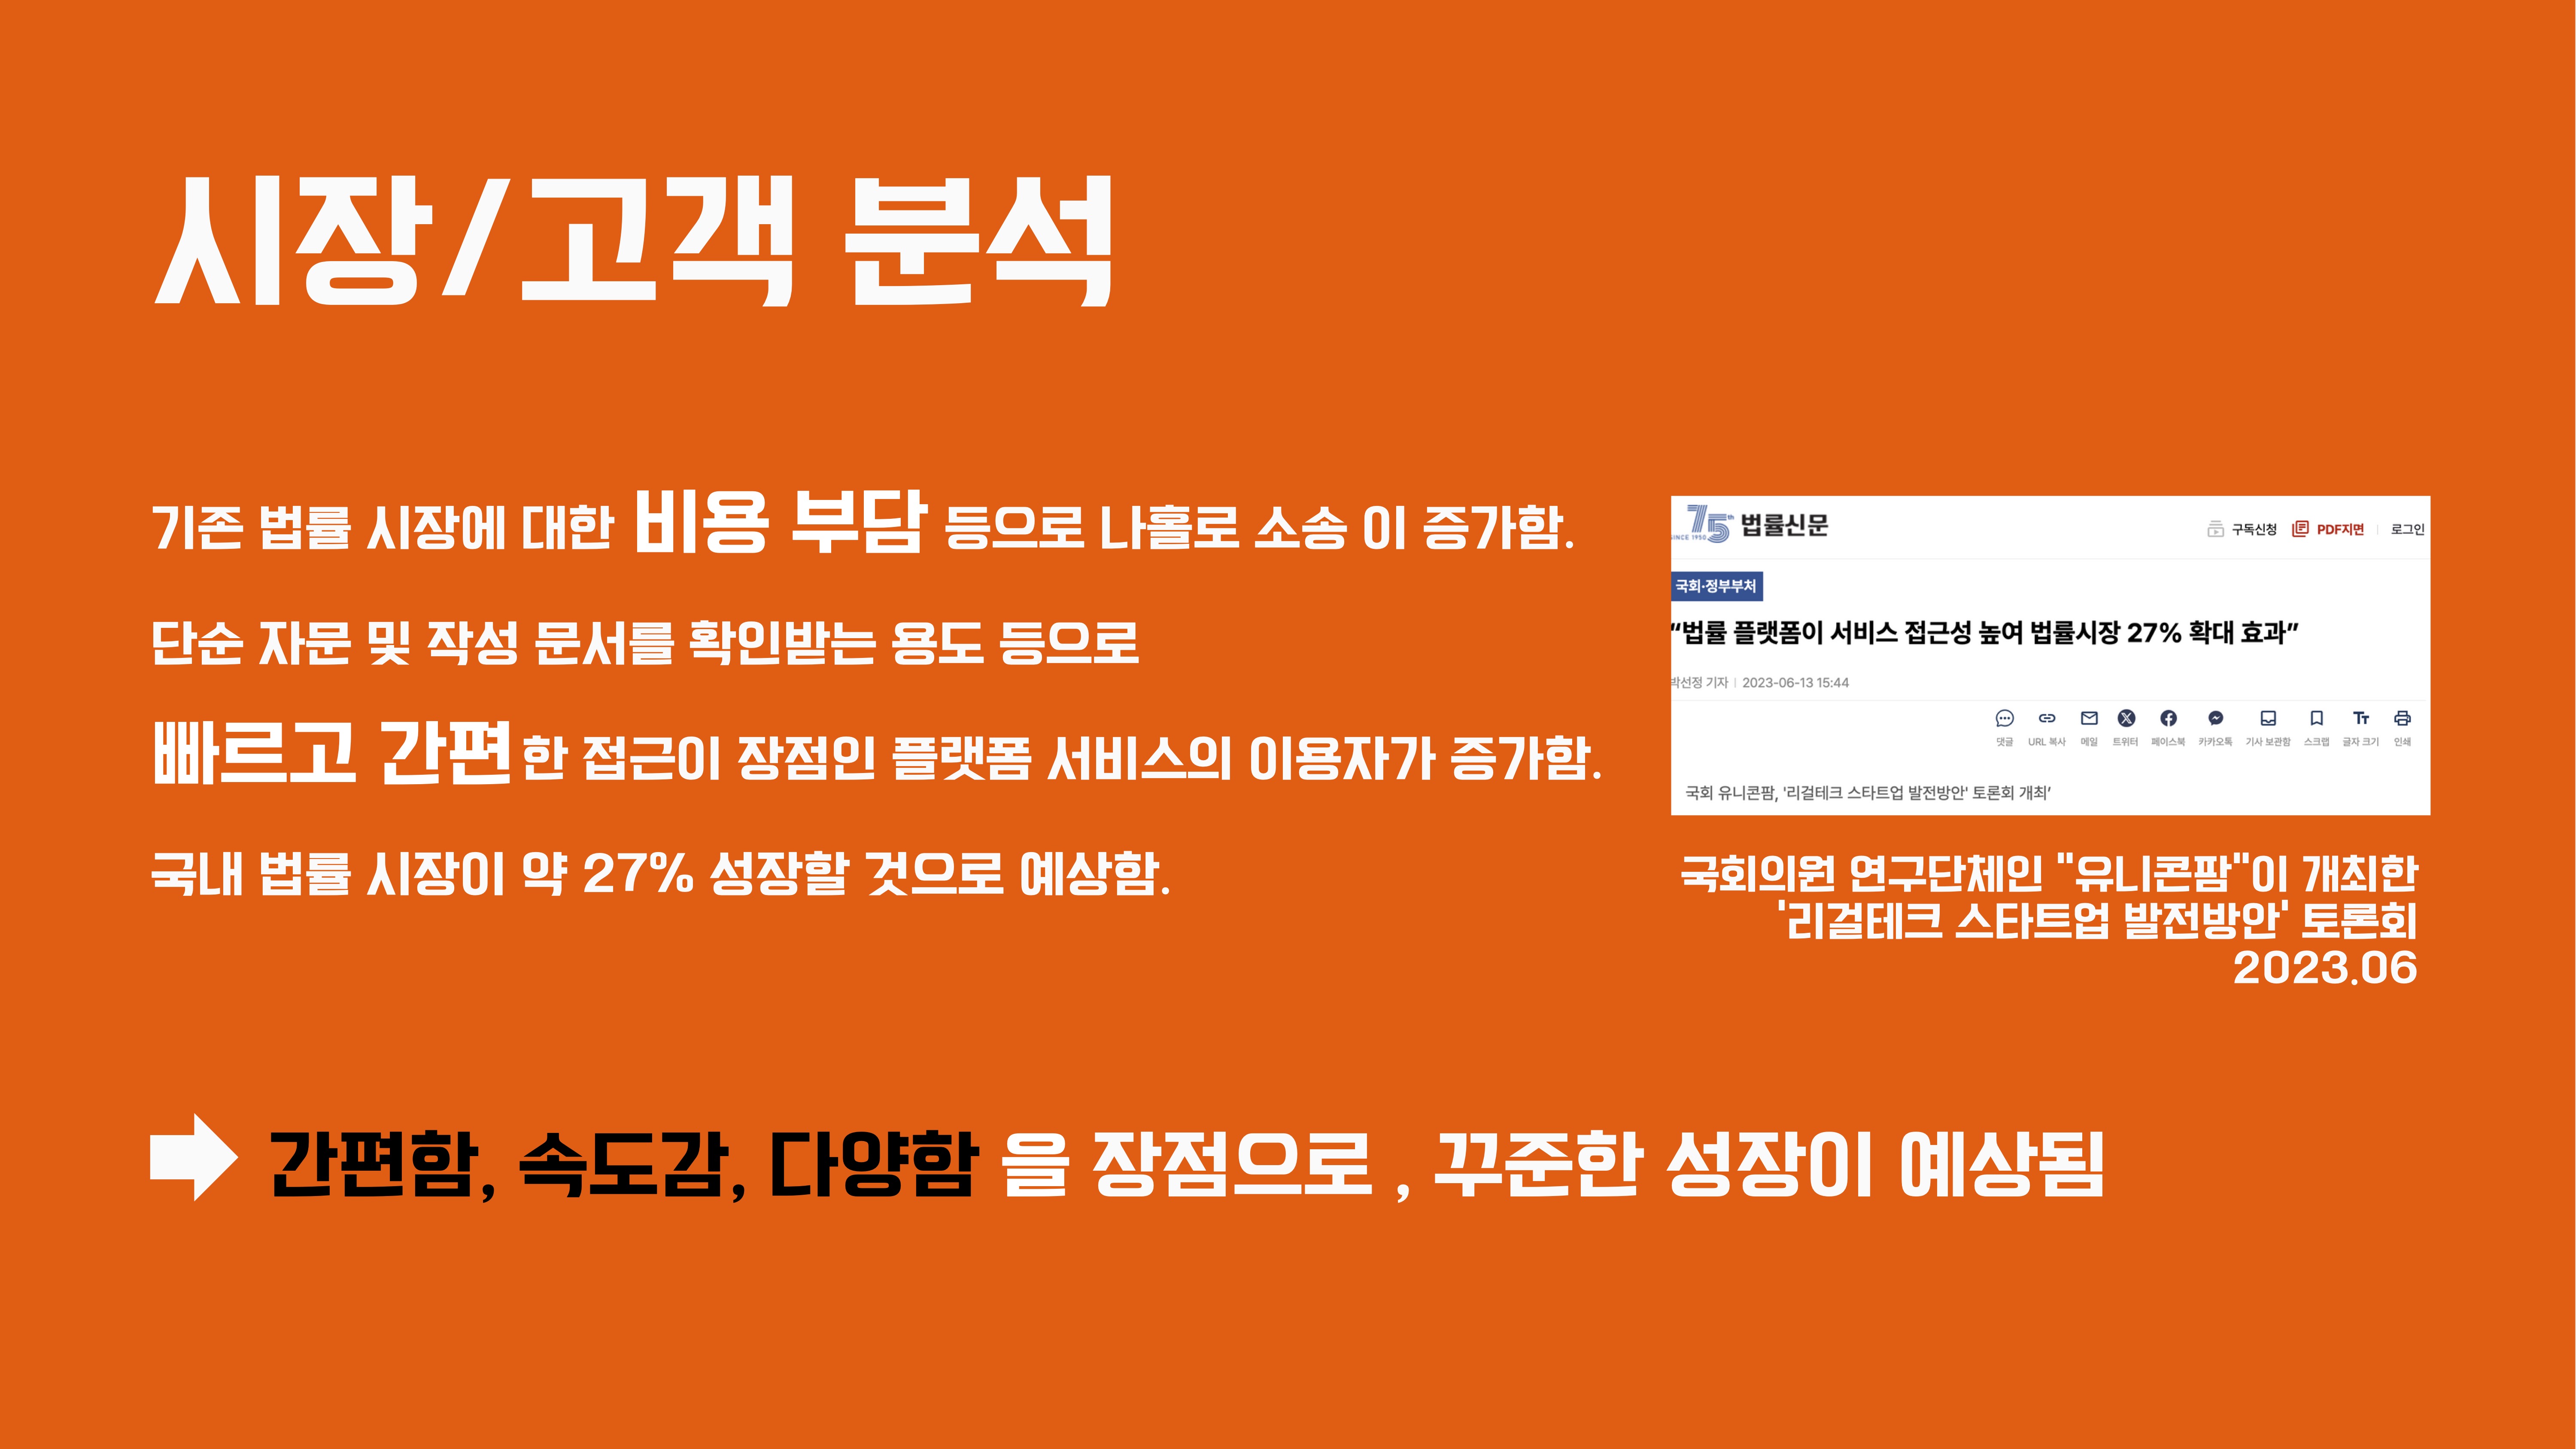 시장/고객 분석
기존 법률 시장에 대한 비용 부담 등으로 나홀로 소송 이 증가함.
단순 자문 및 작성 문서를 확인받는 용도 등으로
빠르고 간편 한 접근이 장점인 플랫폼 서비스의 이용자가 증가함.
국내 법률 시장이 약 27% 성장할 것으로 예상함.
75th 법률신문
SINCE 1950
구독신청 PDF지면 로그인
국회·정부부처
“법률 플랫폼이 서비스 접근성 높여 법률시장 27% 확대 효과”
박선정 기자 2023-06-13 15:44
댓글 URL 복사 메일 트위터 페이스북 카카오톡 기사 보관함 스크랩 글자 크기 인쇄
국회 유니콘팜, '리걸테크 스타트업 발전방안' 토론회 개최’
국회의원 연구단체인 "유니콘팜"이 개최한
'리걸테크 스타트업 발전방안' 토론회
2023.06
간편함, 속도감, 다양함 을 장점으로 , 꾸준한 성장이 예상됨